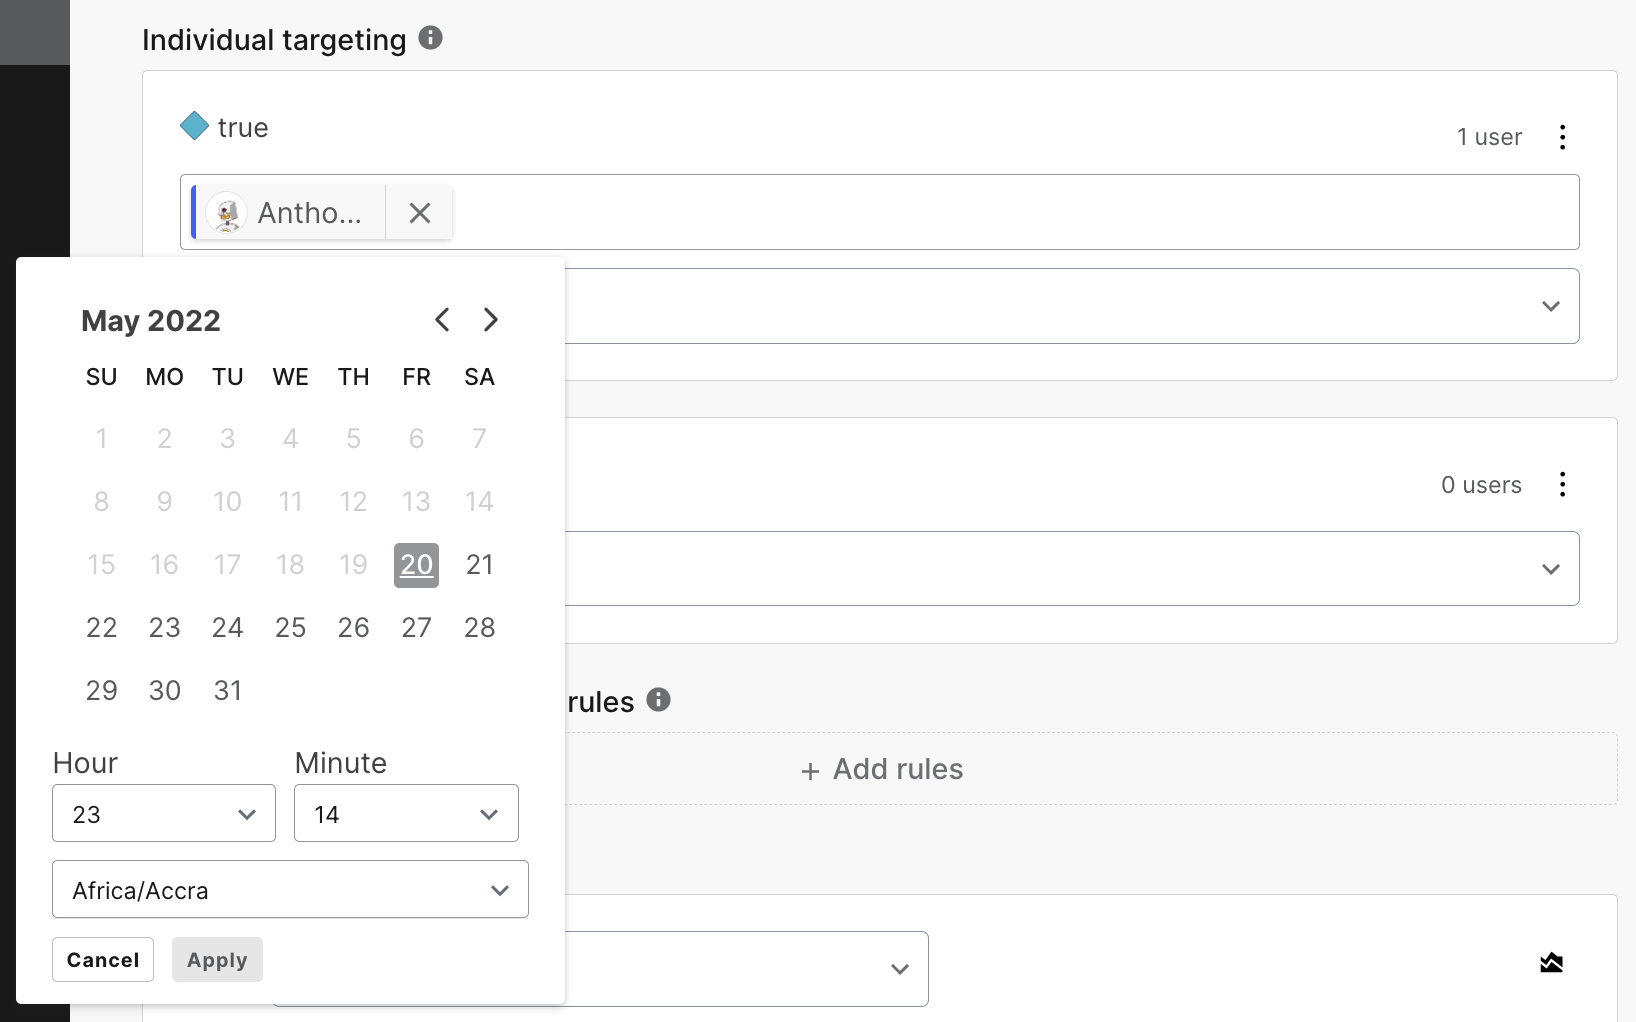 Individual targeting
true
1 user
Antho...
May 2022
SU MO TU WE TH FR SA
1 2 3 4 5 6 7
8 9 10 11 12 13 14
15 16 17 18 19 20 21
22 23 24 25 26 27 28
29 30 31
Hour Minute
23 14
Africa/Accra
Cancel Apply
0 users
rules
+ Add rules